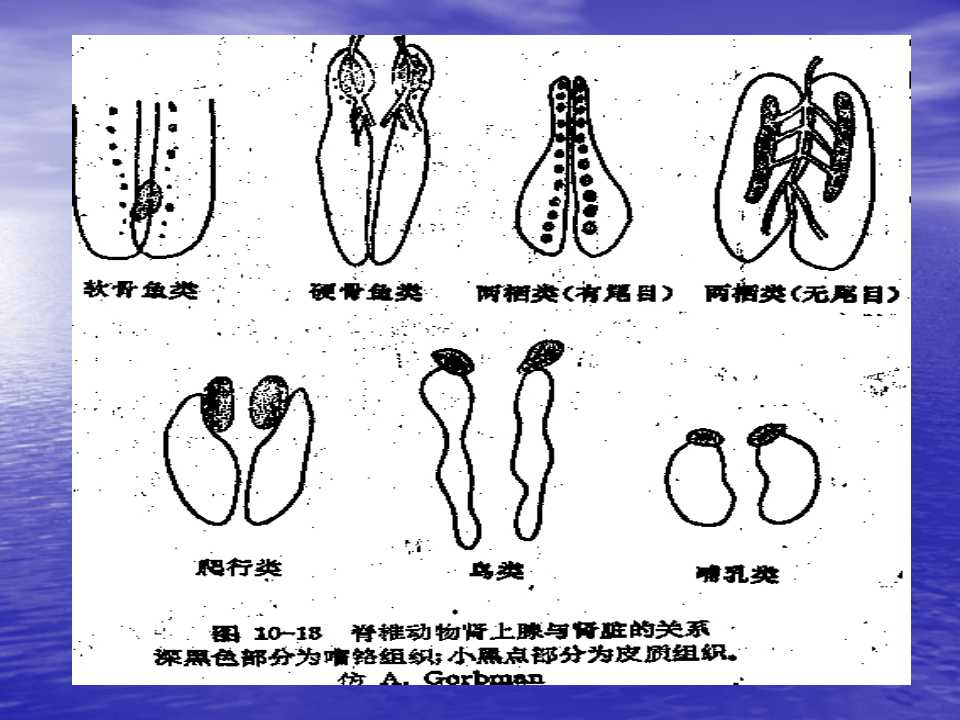 软骨鱼类
硬骨鱼类
两栖类(有尾目)
两栖类(无尾目)
爬行类
鸟类
哺乳类
图 10-18 脊椎动物肾上腺与肾脏的关系
深黑色部分为嗜铬组织;小黑点部分为皮质组织。
仿 A. Gorbman